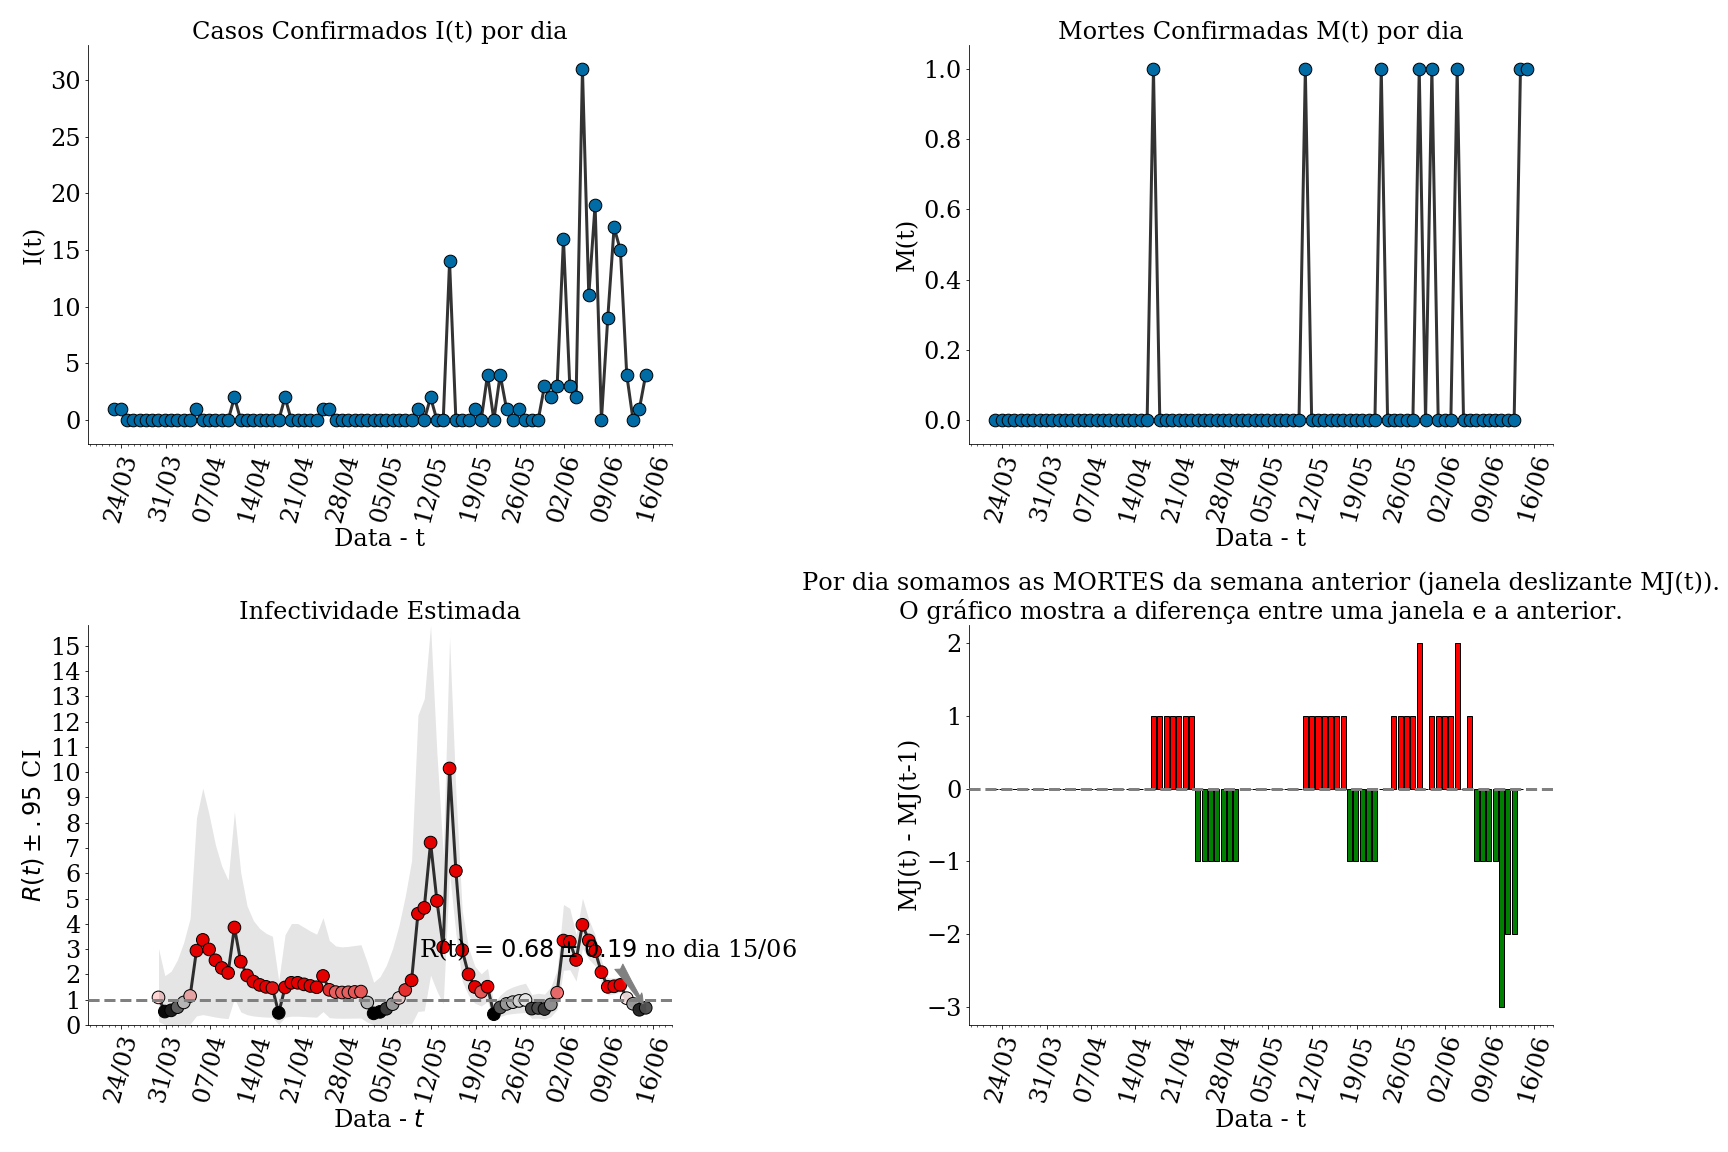 Casos Confirmados I(t) por dia
30
25
20
15
10
5
0
I(t)
24/03 31/03 07/04 14/04 21/04 28/04 05/05 12/05 19/05 26/05 02/06 09/06 16/06
Data - t
Mortes Confirmadas M(t) por dia
1.0
0.8
0.6
0.4
0.2
0.0
M(t)
24/03 31/03 07/04 14/04 21/04 28/04 05/05 12/05 19/05 26/05 02/06 09/06 16/06
Data - t
Infectividade Estimada
15
14
13
12
11
10
9
8
7
6
5
4
3
2
1
0
R(t) ± .95 CI
R(t) = 0.68 ± 0.19 no dia 15/06
24/03 31/03 07/04 14/04 21/04 28/04 05/05 12/05 19/05 26/05 02/06 09/06 16/06
Data - t
Por dia somamos as MORTES da semana anterior (janela deslizante MJ(t)).
O gráfico mostra a diferença entre uma janela e a anterior.
2
1
0
−1
−2
−3
MJ(t) - MJ(t-1)
24/03 31/03 07/04 14/04 21/04 28/04 05/05 12/05 19/05 26/05 02/06 09/06 16/06
Data - t